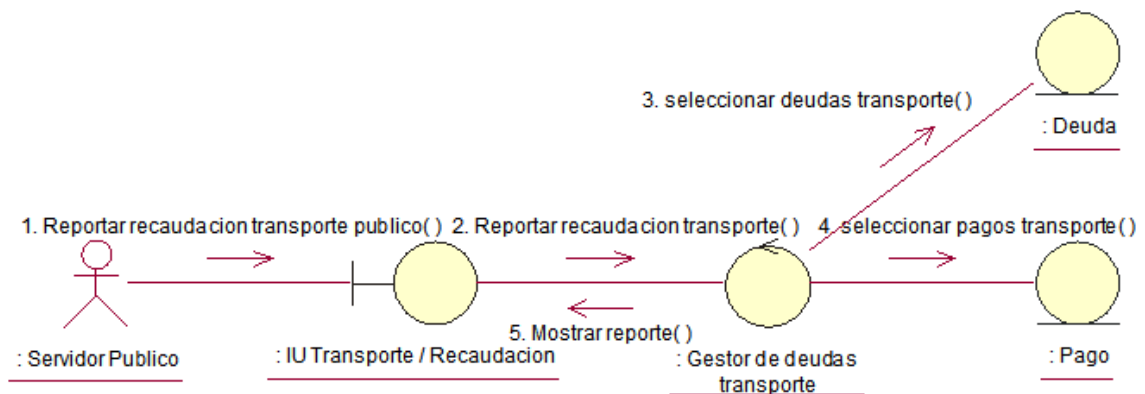 3. seleccionar deudas transporte( )
: Deuda
1. Reportar recaudacion transporte publico( )
2. Reportar recaudacion transporte( )
4. seleccionar pagos transporte( )
5. Mostrar reporte( )
: Servidor Publico
: IU Transporte / Recaudacion
: Gestor de deudas
transporte
: Pago